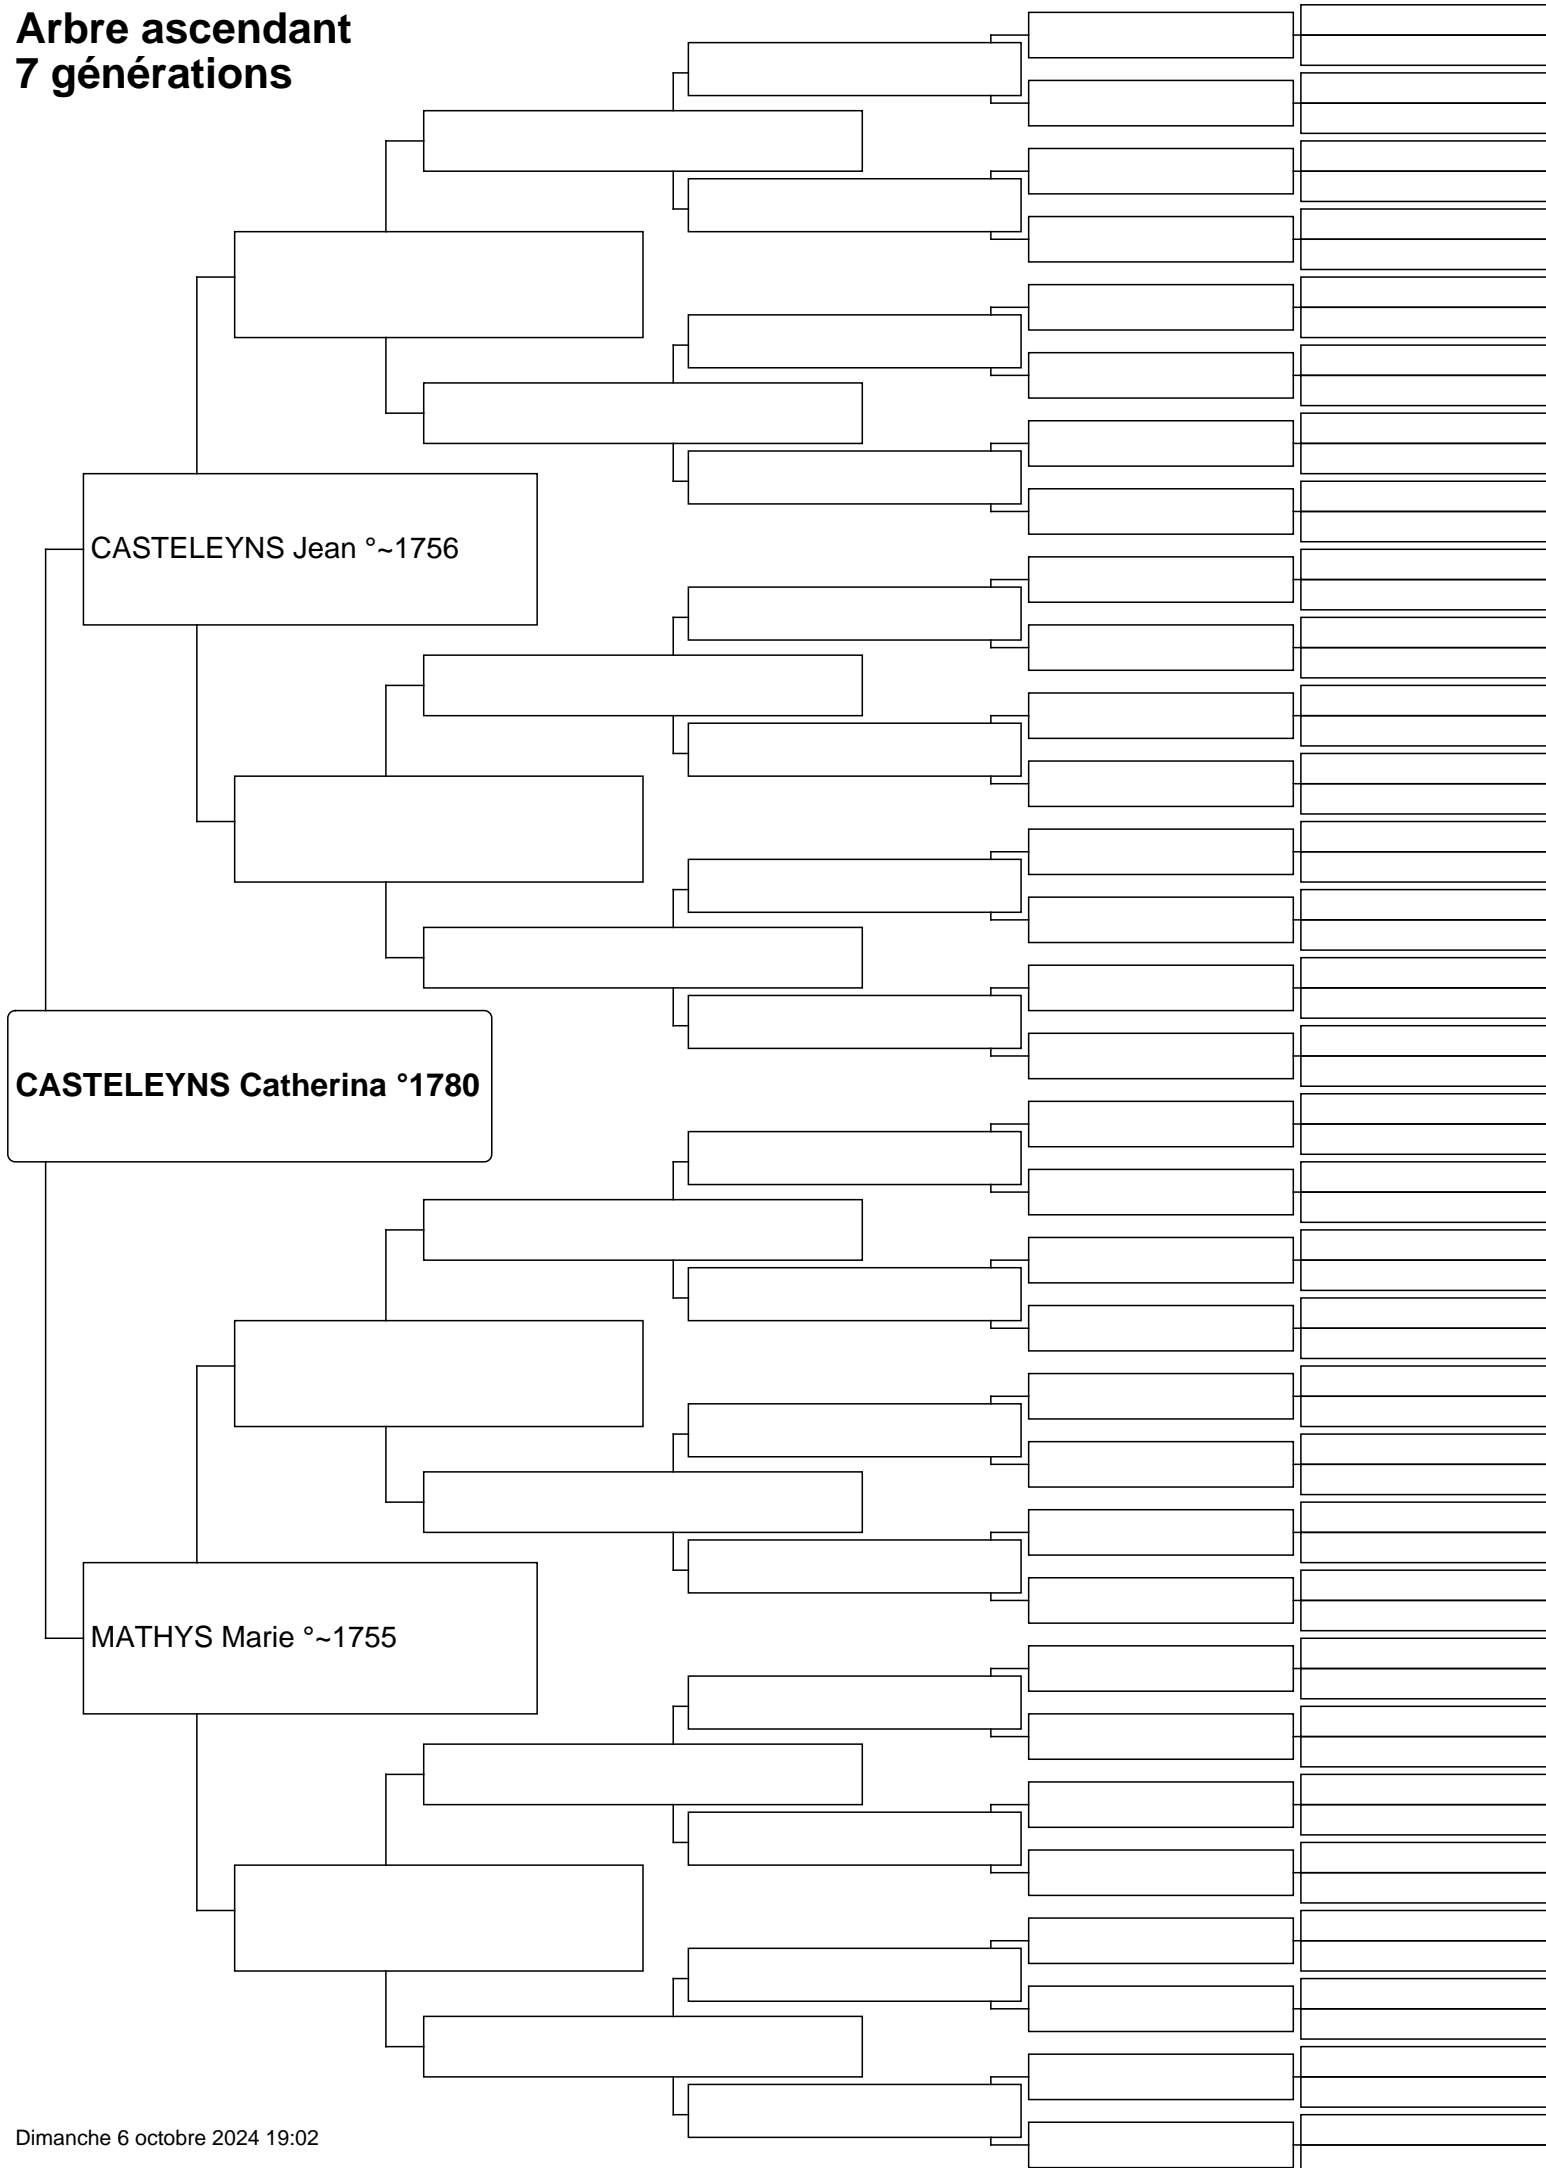 Arbre ascendant
7 générations
CASTELEYNS Jean °~1756
CASTELEYNS Catherina °1780
MATHYS Marie °~1755
Dimanche 6 octobre 2024 19:02